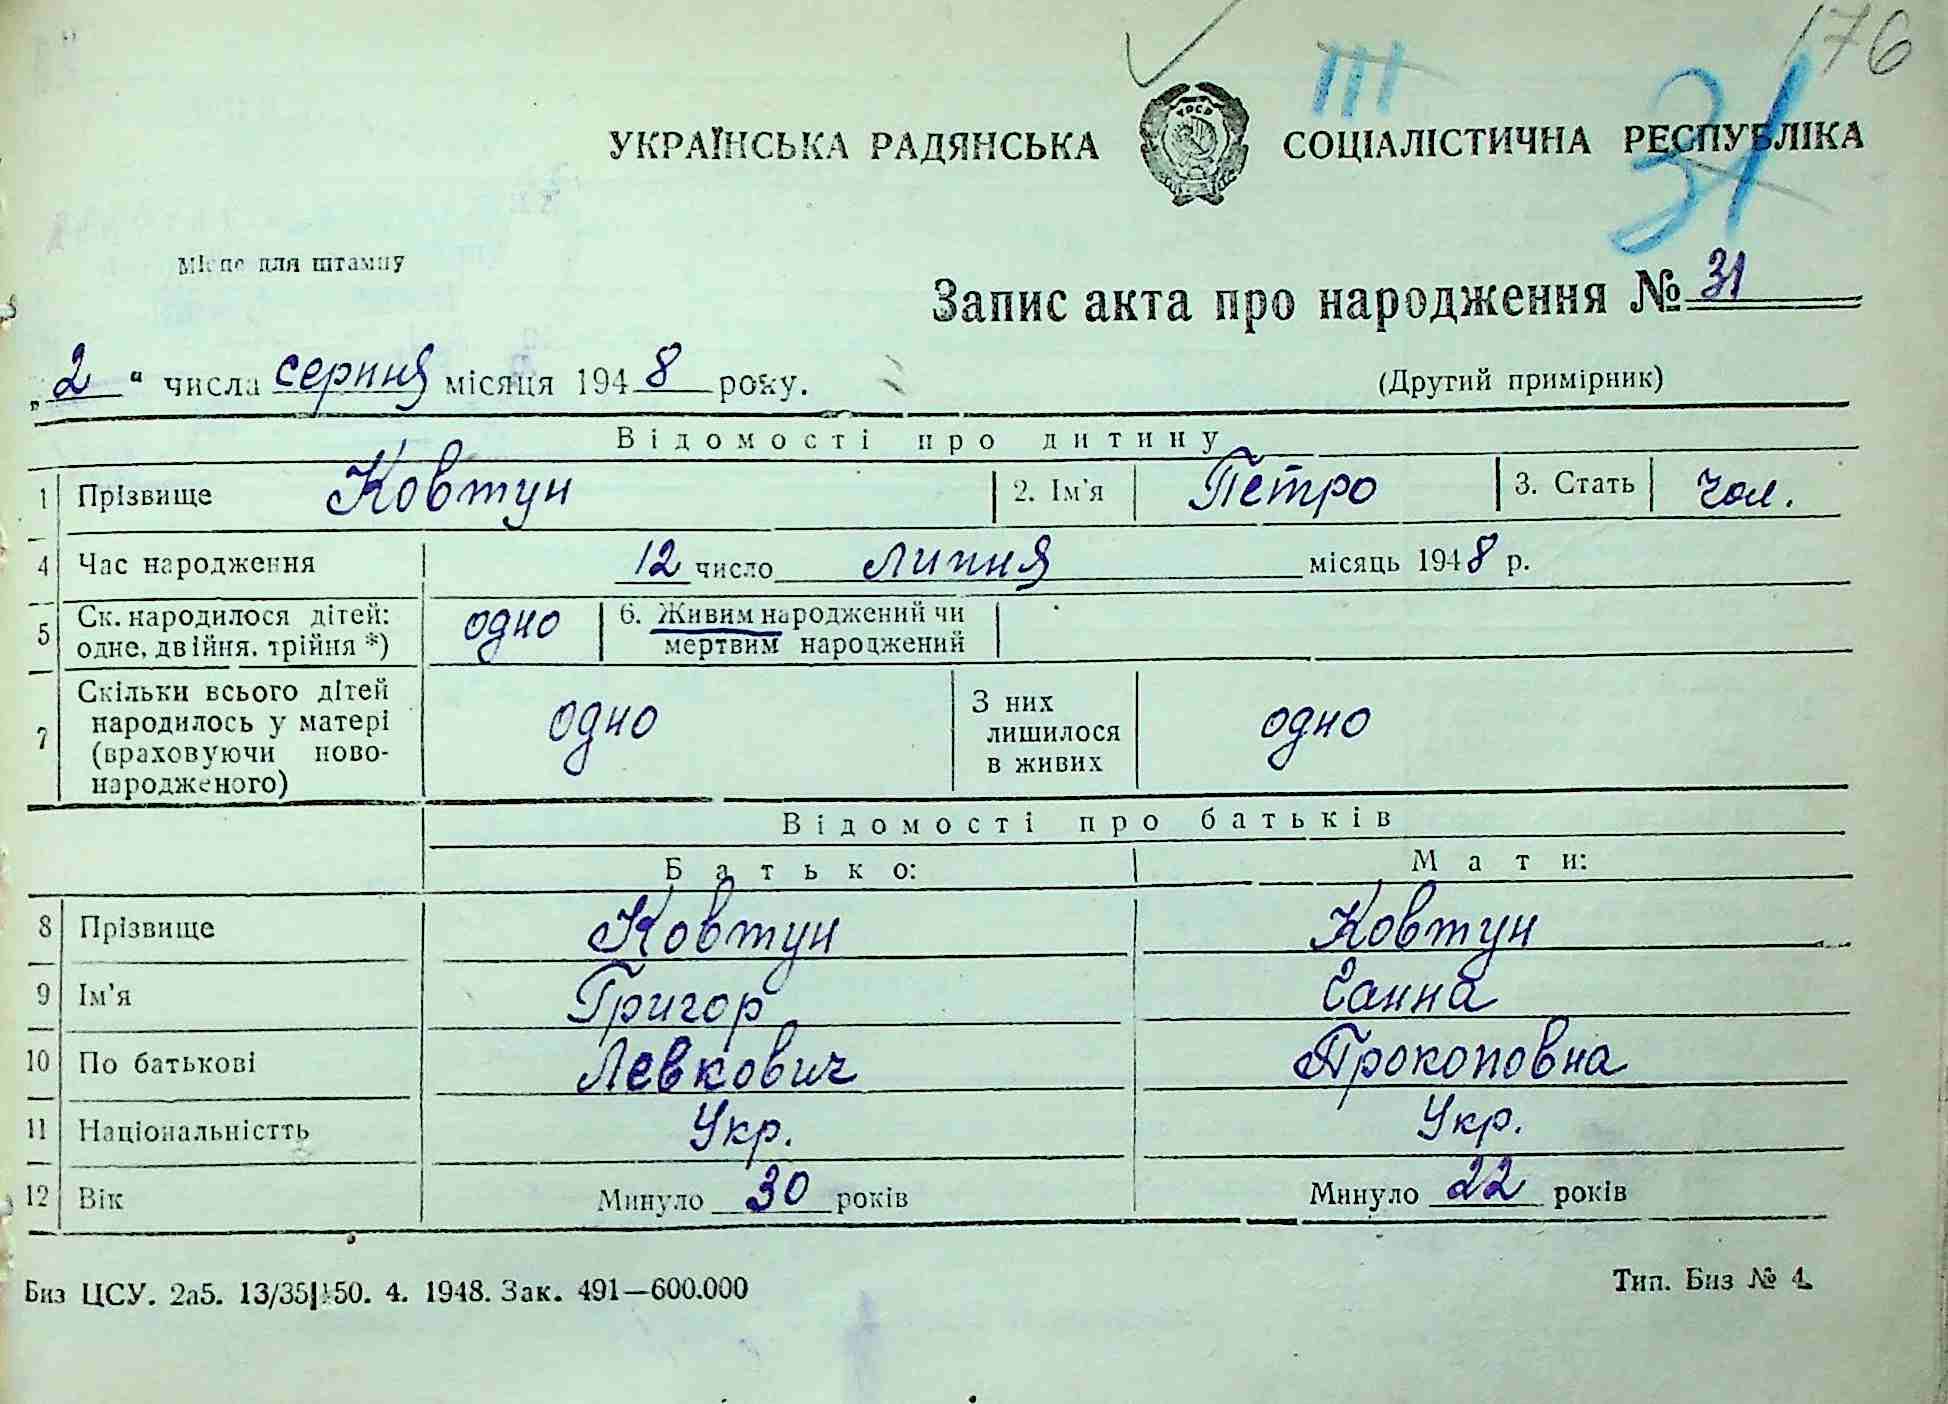 176
III
31
УКРАЇНСЬКА РАДЯНСЬКА СОЦІАЛІСТИЧНА РЕСПУБЛІКА
УРСР
Місце для штампу
Запис акта про народження № 31
„2“ числа серпня місяця 1948 року.
(Другий примірник)
Відомості про дитину
1 Прізвище Ковтун 2. Ім'я Петро 3. Стать чол.
4 Час народження 12 число липня місяць 1948 р.
5 Ск. народилося дітей: одне, двійня, трійня *) одно 6. Живим народжений чи мертвим народжений
7 Скільки всього дітей народилось у матері (враховуючи ново-народженого) одно З них лишилося в живих одно
Відомості про батьків
Батько: Мати:
8 Прізвище Ковтун Ковтун
9 Ім'я Григор Ганна
10 По батькові Левкович Прокоповна
11 Національністть Укр. Укр.
12 Вік Минуло 30 років Минуло 22 років
Биз ЦСУ. 2а5. 13/35 150. 4. 1948. Зак. 491—600.000 Тип. Биз № 4.